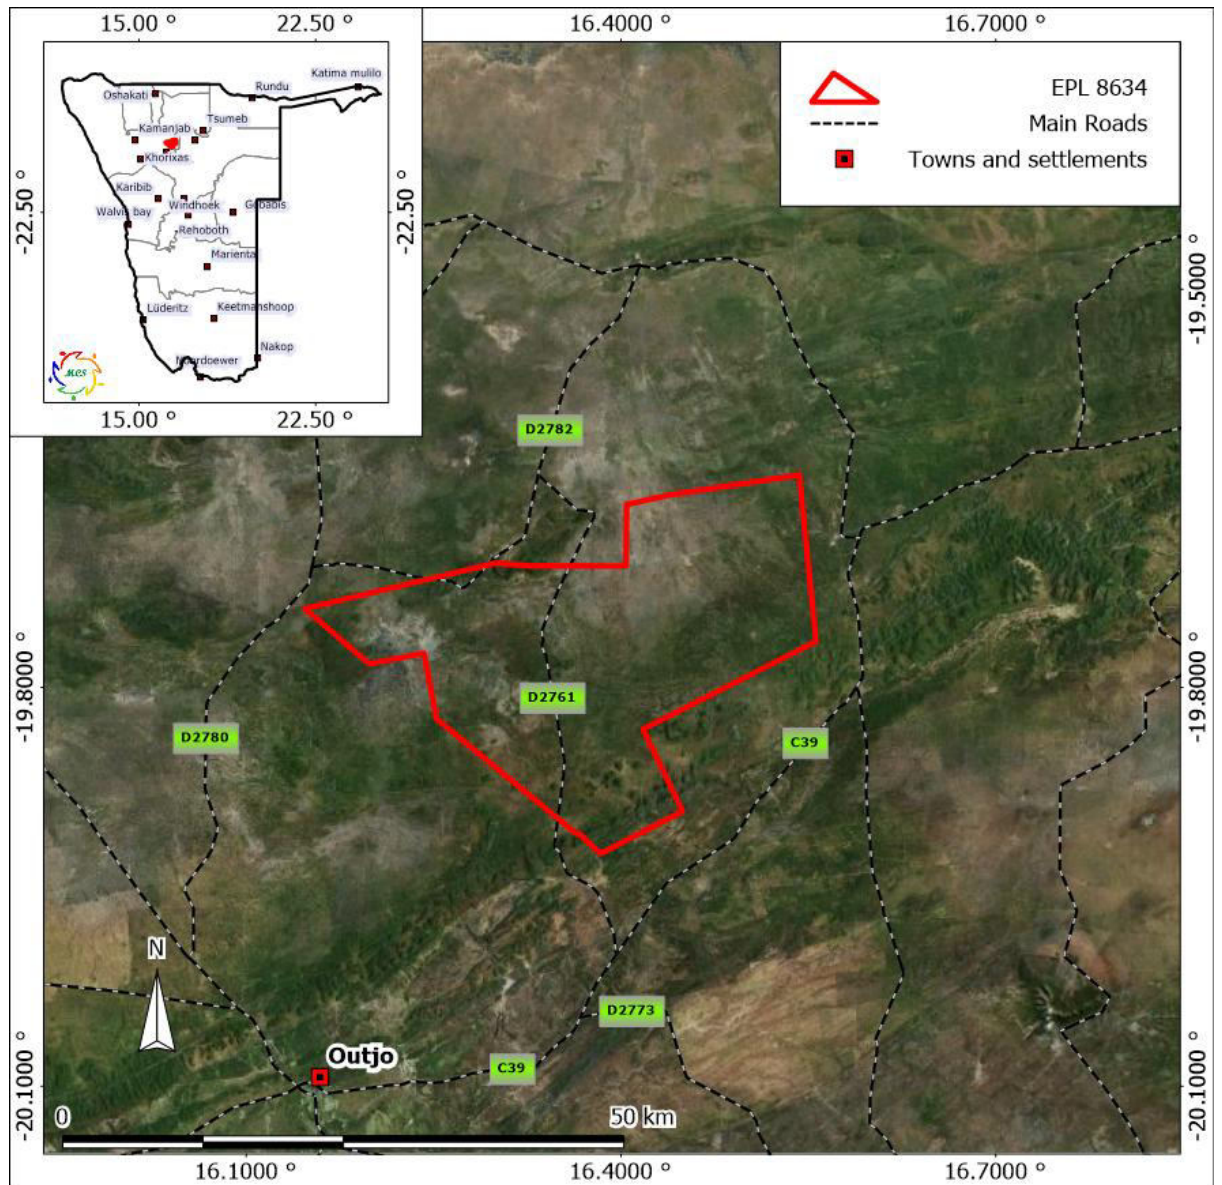 15.00 °
22.50 °
16.4000 °
16.7000 °
Katima mulilo
Rundu
Oshakati
Tsumeb
Kamanjab
Khorixas
Karibib
Windhoek
Gobabis
Walvis bay
Rehoboth
Marienta
Lüderitz
Keetmanshoop
Nakop
Noordoewer
MCS
-22.50 °
-22.50 °
15.00 °
22.50 °
EPL 8634
Main Roads
Towns and settlements
-19.5000 °
D2782
-19.8000 °
D2761
-19.8000 °
D2780
C39
N
D2773
Outjo
C39
-20.1000 °
-20.1000 °
0
50 km
16.1000 °
16.4000 °
16.7000 °